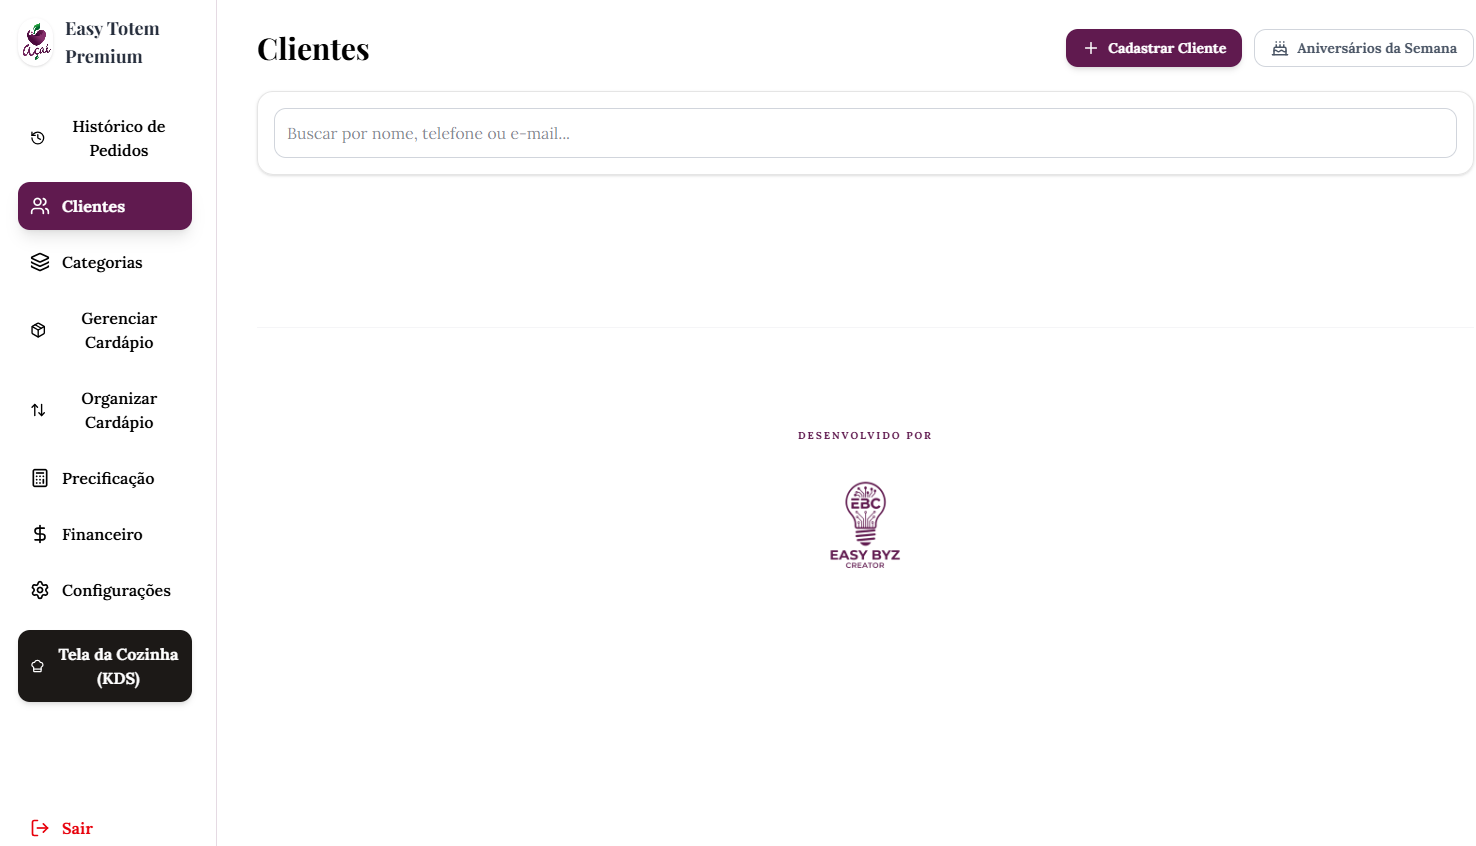 Açaí
Easy Totem
Premium
Histórico de
Pedidos
Clientes
Categorias
Gerenciar
Cardápio
Organizar
Cardápio
Precificação
Financeiro
Configurações
Tela da Cozinha
(KDS)
Sair
Clientes
Cadastrar Cliente
Aniversários da Semana
Buscar por nome, telefone ou e-mail...
DESENVOLVIDO POR
EBC
EASY BYZ
CREATOR